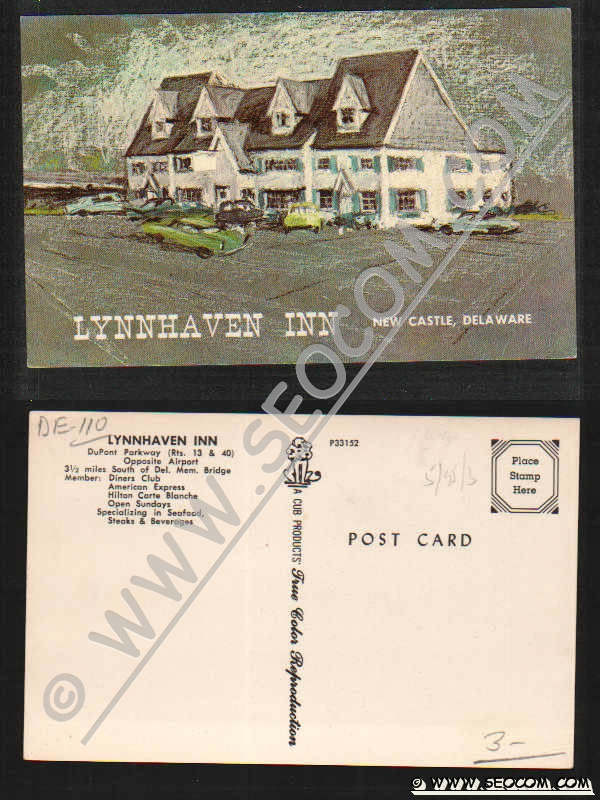 LYNNHAVEN INN
NEW CASTLE, DELAWARE
© WWW.SEOCOM.COM
DE-110
LYNNHAVEN INN
DuPont Parkway (Rts. 13 & 40)
Opposite Airport
3½ miles South of Del. Mem. Bridge
Member: Diners Club
American Express
Hilton Carte Blanche
Open Sundays
Specializing in Seafood,
Steaks & Beverages
P33152
A CUB PRODUCTS' True Color Reproduction
Place
Stamp
Here
POST CARD
3-
© WWW.SEOCOM.COM